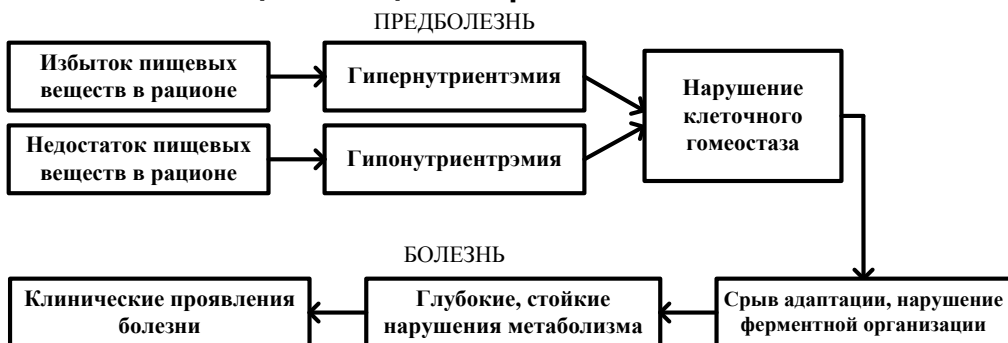 ПРЕДБОЛЕЗНЬ
Избыток пищевых
веществ в рационе
Гипернутриентэмия
Нарушение
клеточного
гомеостаза
Недостаток пищевых
веществ в рационе
Гипонутриентрэмия
БОЛЕЗНЬ
Клинические проявления
болезни
Глубокие, стойкие
нарушения метаболизма
Срыв адаптации, нарушение
ферментной организации